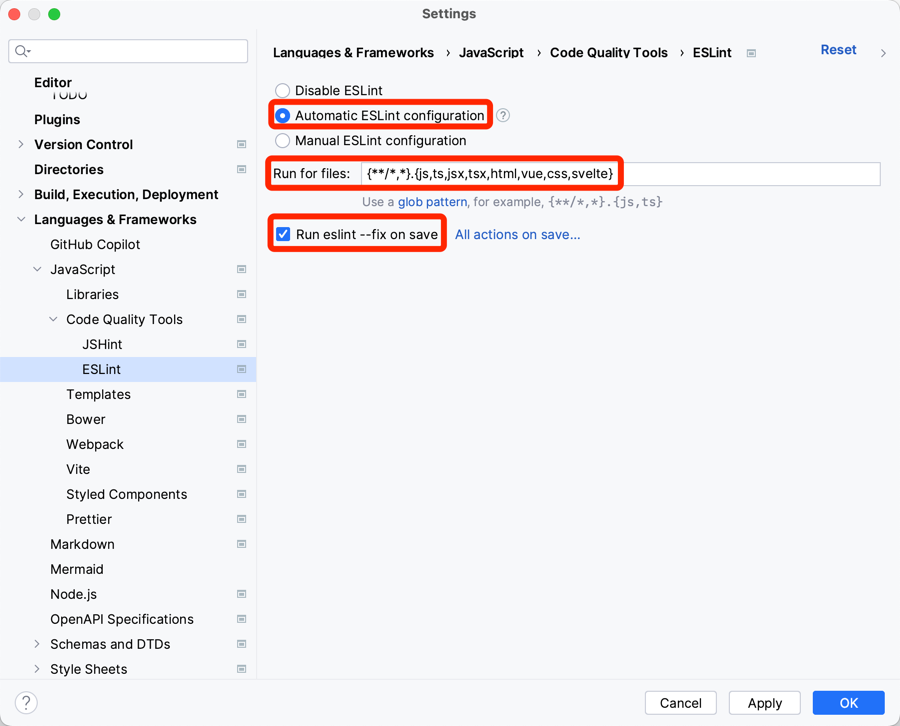 Settings
Editor
TODO
Plugins
Version Control
Directories
Build, Execution, Deployment
Languages & Frameworks
GitHub Copilot
JavaScript
Libraries
Code Quality Tools
JSHint
ESLint
Templates
Bower
Webpack
Vite
Styled Components
Prettier
Markdown
Mermaid
Node.js
OpenAPI Specifications
Schemas and DTDs
Style Sheets
?
Languages & Frameworks › JavaScript › Code Quality Tools › ESLint Reset
Disable ESLint
Automatic ESLint configuration ?
Manual ESLint configuration
Run for files: {**/*,*}.{js,ts,jsx,tsx,html,vue,css,svelte}
Use a glob pattern, for example, {**/*,*}.{js,ts}
Run eslint --fix on save All actions on save...
Cancel Apply OK